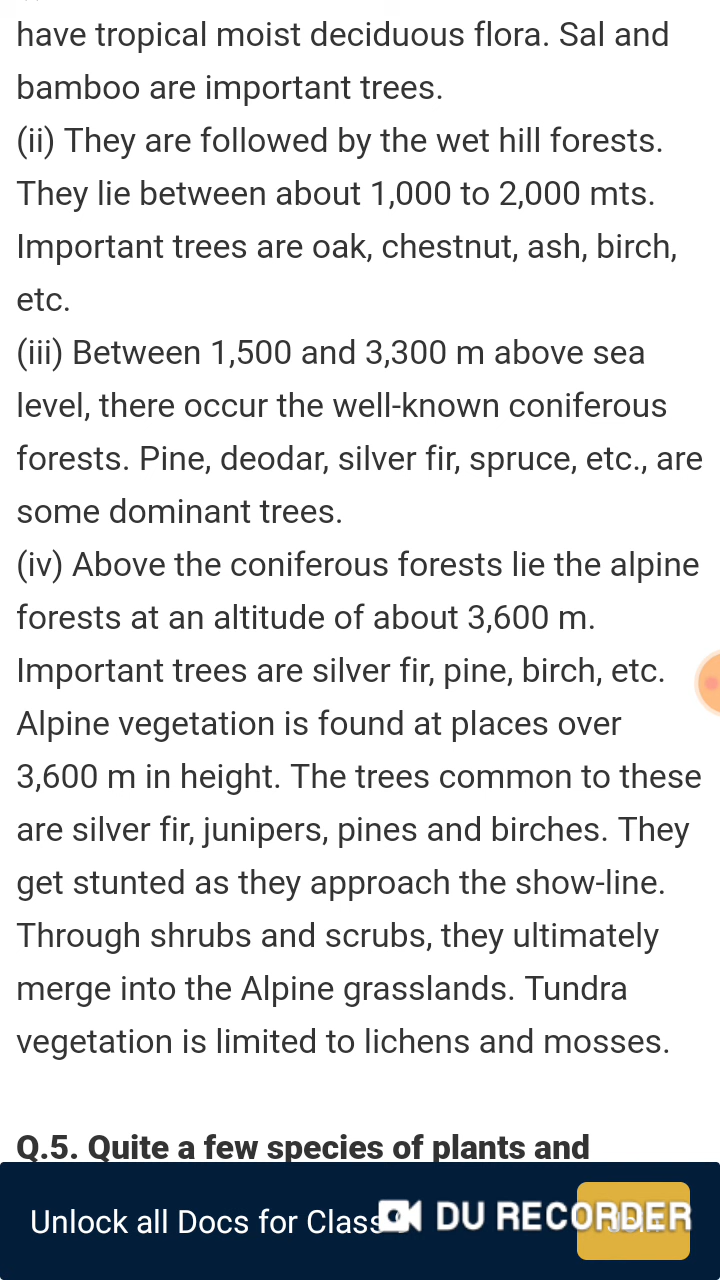 have tropical moist deciduous flora. Sal and
bamboo are important trees.
(ii) They are followed by the wet hill forests.
They lie between about 1,000 to 2,000 mts.
Important trees are oak, chestnut, ash, birch,
etc.
(iii) Between 1,500 and 3,300 m above sea
level, there occur the well-known coniferous
forests. Pine, deodar, silver fir, spruce, etc., are
some dominant trees.
(iv) Above the coniferous forests lie the alpine
forests at an altitude of about 3,600 m.
Important trees are silver fir, pine, birch, etc.
Alpine vegetation is found at places over
3,600 m in height. The trees common to these
are silver fir, junipers, pines and birches. They
get stunted as they approach the show-line.
Through shrubs and scrubs, they ultimately
merge into the Alpine grasslands. Tundra
vegetation is limited to lichens and mosses.
Q.5. Quite a few species of plants and
Unlock all Docs for Class
DU RECORDER